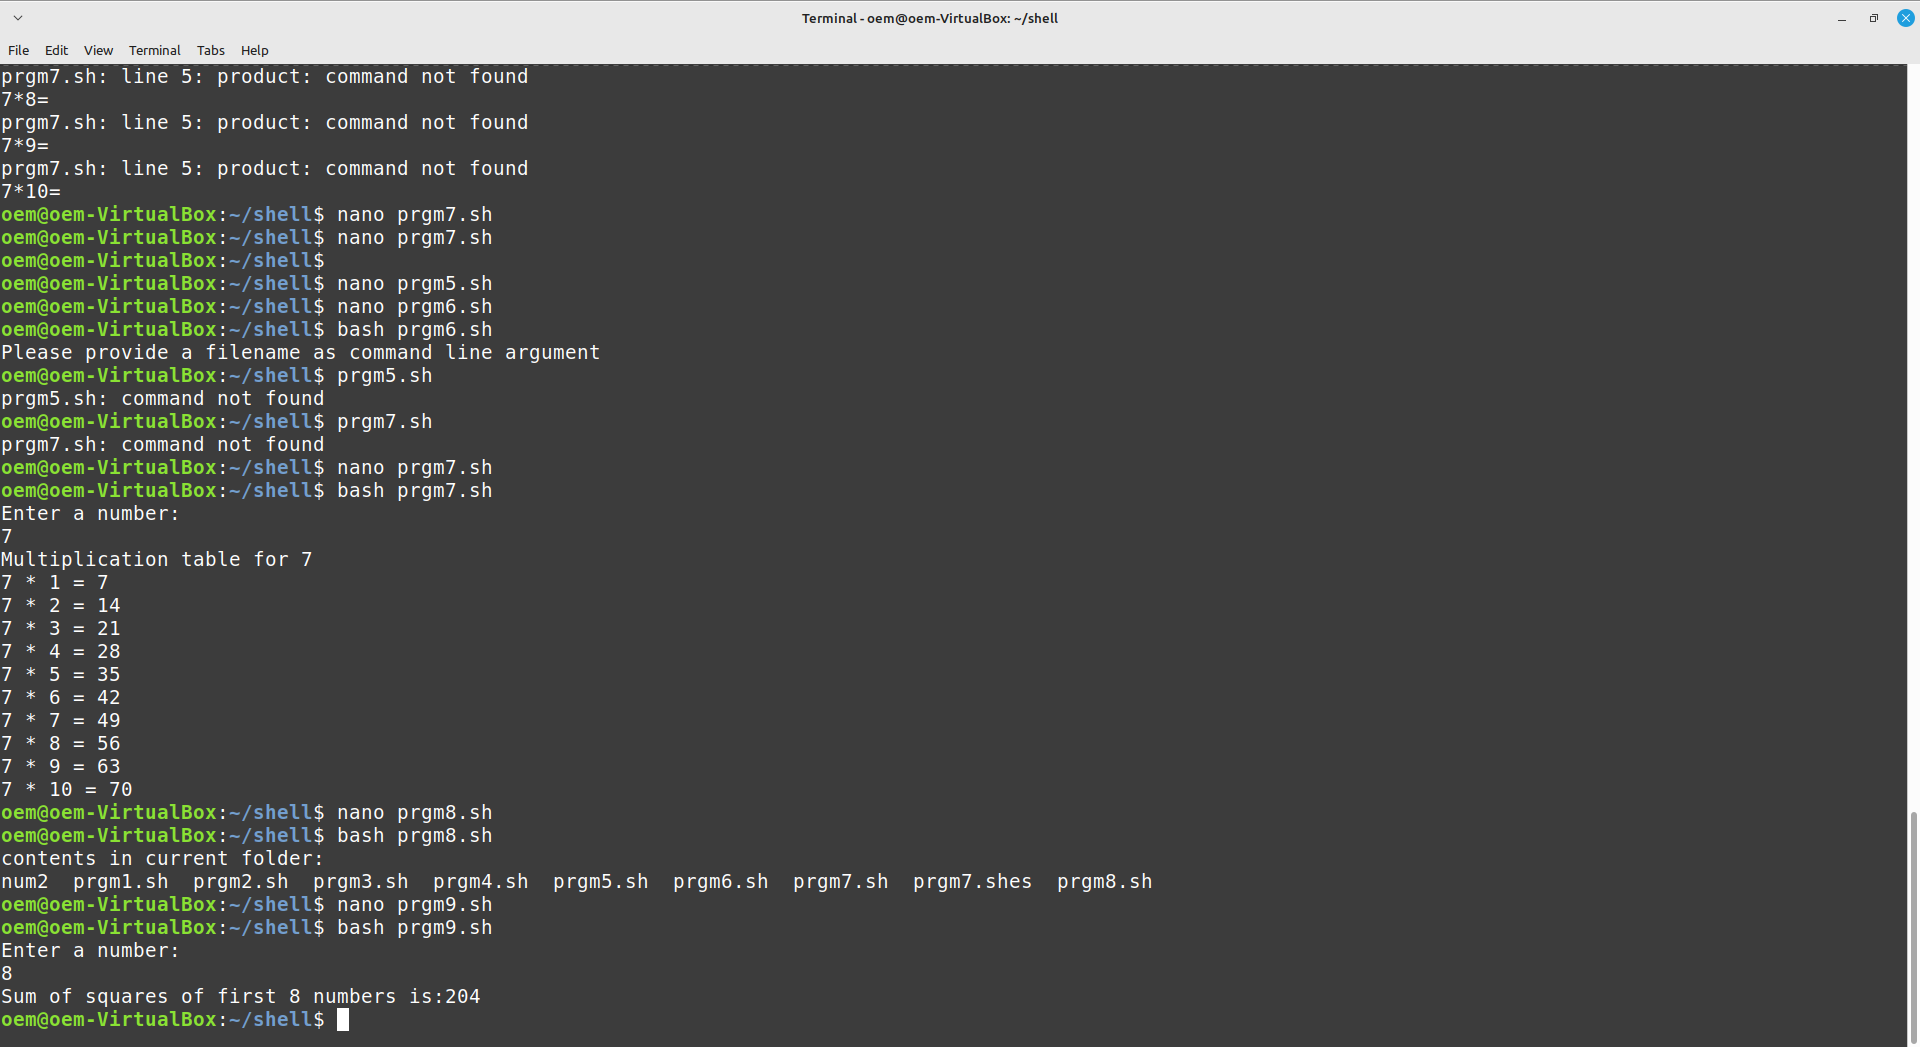 Terminal - oem@oem-VirtualBox: ~/shell
File Edit View Terminal Tabs Help
prgm7.sh: line 5: product: command not found
7*8=
prgm7.sh: line 5: product: command not found
7*9=
prgm7.sh: line 5: product: command not found
7*10=
oem@oem-VirtualBox:~/shell$ nano prgm7.sh
oem@oem-VirtualBox:~/shell$ nano prgm7.sh
oem@oem-VirtualBox:~/shell$
oem@oem-VirtualBox:~/shell$ nano prgm5.sh
oem@oem-VirtualBox:~/shell$ nano prgm6.sh
oem@oem-VirtualBox:~/shell$ bash prgm6.sh
Please provide a filename as command line argument
oem@oem-VirtualBox:~/shell$ prgm5.sh
prgm5.sh: command not found
oem@oem-VirtualBox:~/shell$ prgm7.sh
prgm7.sh: command not found
oem@oem-VirtualBox:~/shell$ nano prgm7.sh
oem@oem-VirtualBox:~/shell$ bash prgm7.sh
Enter a number:
7
Multiplication table for 7
7 * 1 = 7
7 * 2 = 14
7 * 3 = 21
7 * 4 = 28
7 * 5 = 35
7 * 6 = 42
7 * 7 = 49
7 * 8 = 56
7 * 9 = 63
7 * 10 = 70
oem@oem-VirtualBox:~/shell$ nano prgm8.sh
oem@oem-VirtualBox:~/shell$ bash prgm8.sh
contents in current folder:
num2  prgm1.sh  prgm2.sh  prgm3.sh  prgm4.sh  prgm5.sh  prgm6.sh  prgm7.sh  prgm7.shes  prgm8.sh
oem@oem-VirtualBox:~/shell$ nano prgm9.sh
oem@oem-VirtualBox:~/shell$ bash prgm9.sh
Enter a number:
8
Sum of squares of first 8 numbers is:204
oem@oem-VirtualBox:~/shell$